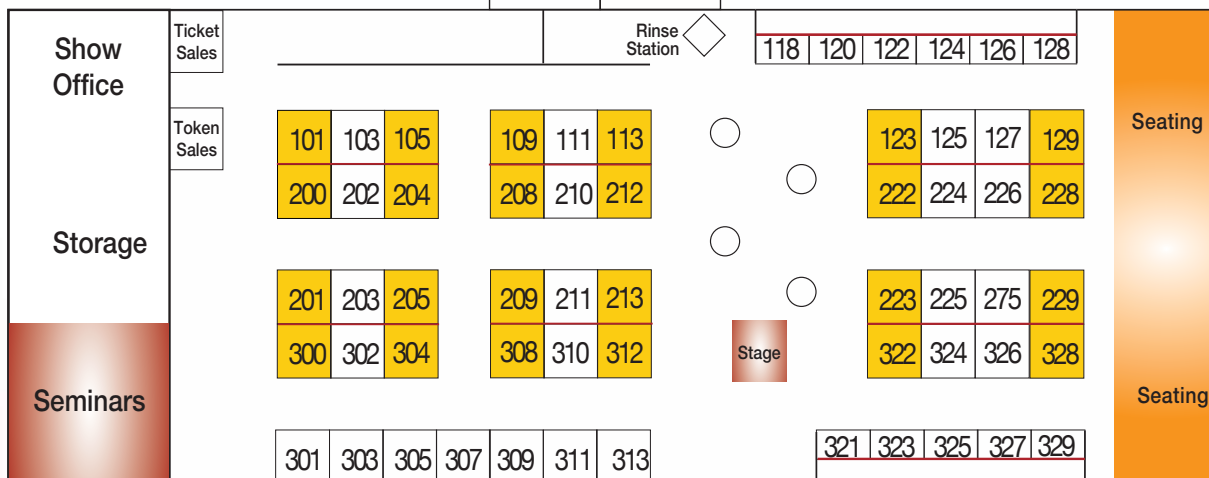 Show
Office
Ticket
Sales
Rinse
Station
118 120 122 124 126 128
Token
Sales
101 103 105 109 111 113 123 125 127 129
200 202 204 208 210 212 222 224 226 228
Seating
Storage
201 203 205 209 211 213 223 225 275 229
300 302 304 308 310 312 Stage 322 324 326 328
Seminars
Seating
301 303 305 307 309 311 313 321 323 325 327 329